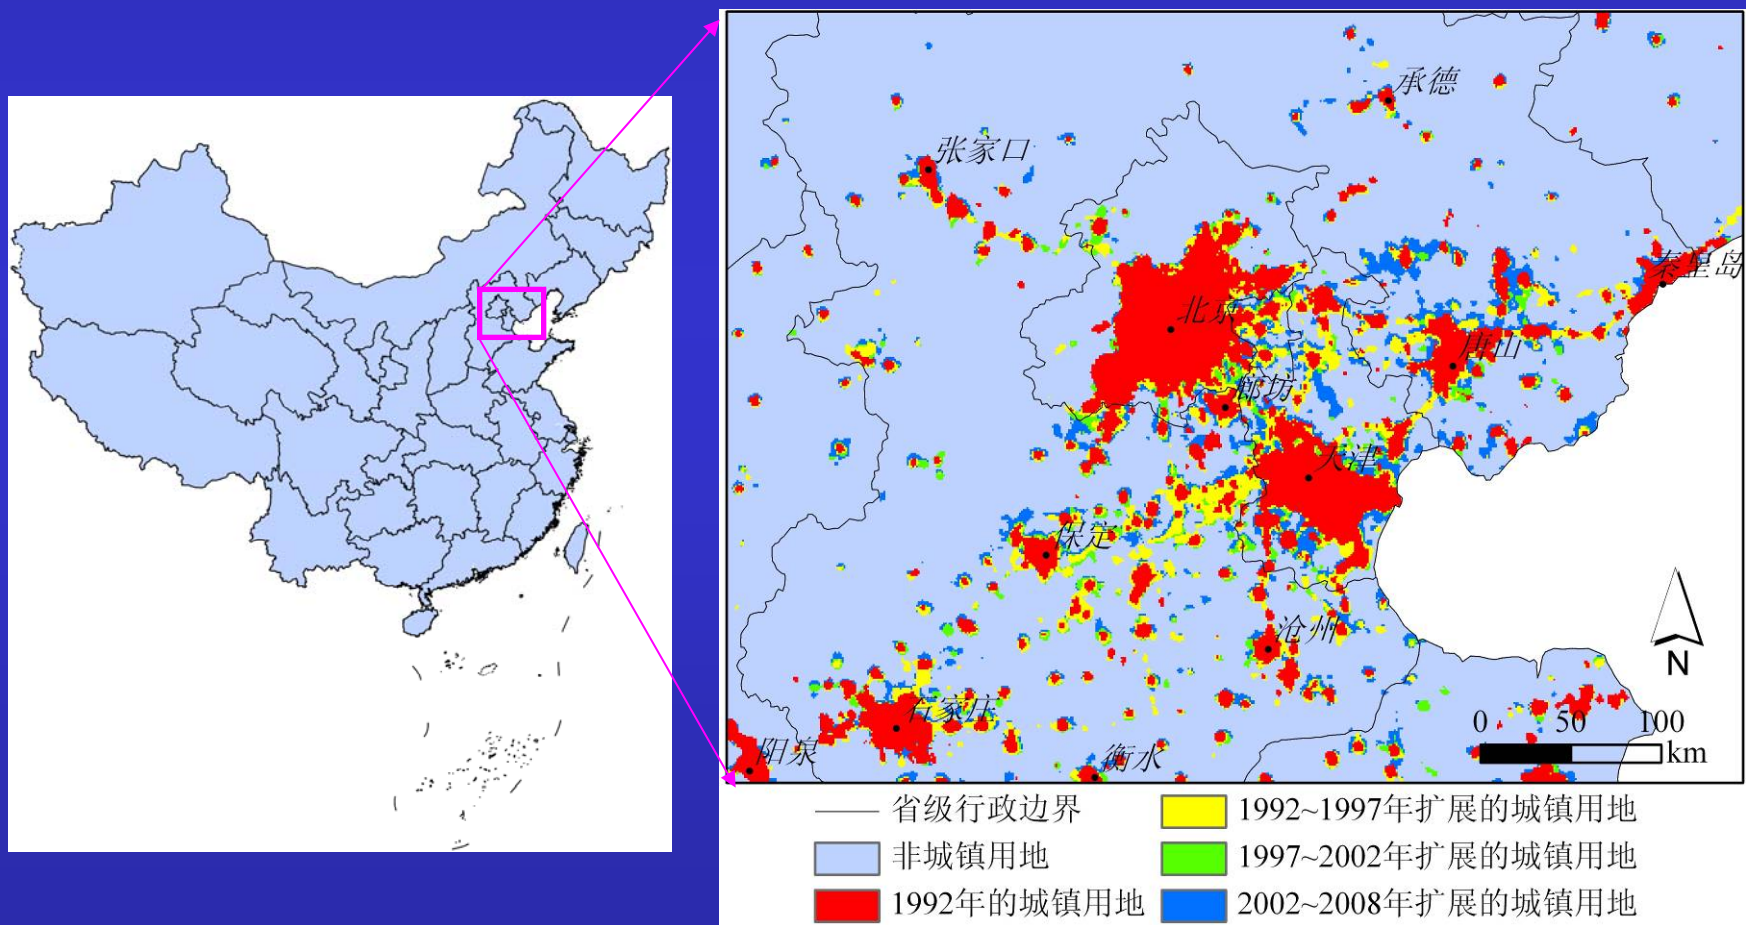 承德
张家口
秦皇岛
北京
唐山
廊坊
天津
保定
沧州
石家庄
阳泉
衡水
N
0 50 100
km
省级行政边界
非城镇用地
1992年的城镇用地
1992~1997年扩展的城镇用地
1997~2002年扩展的城镇用地
2002~2008年扩展的城镇用地